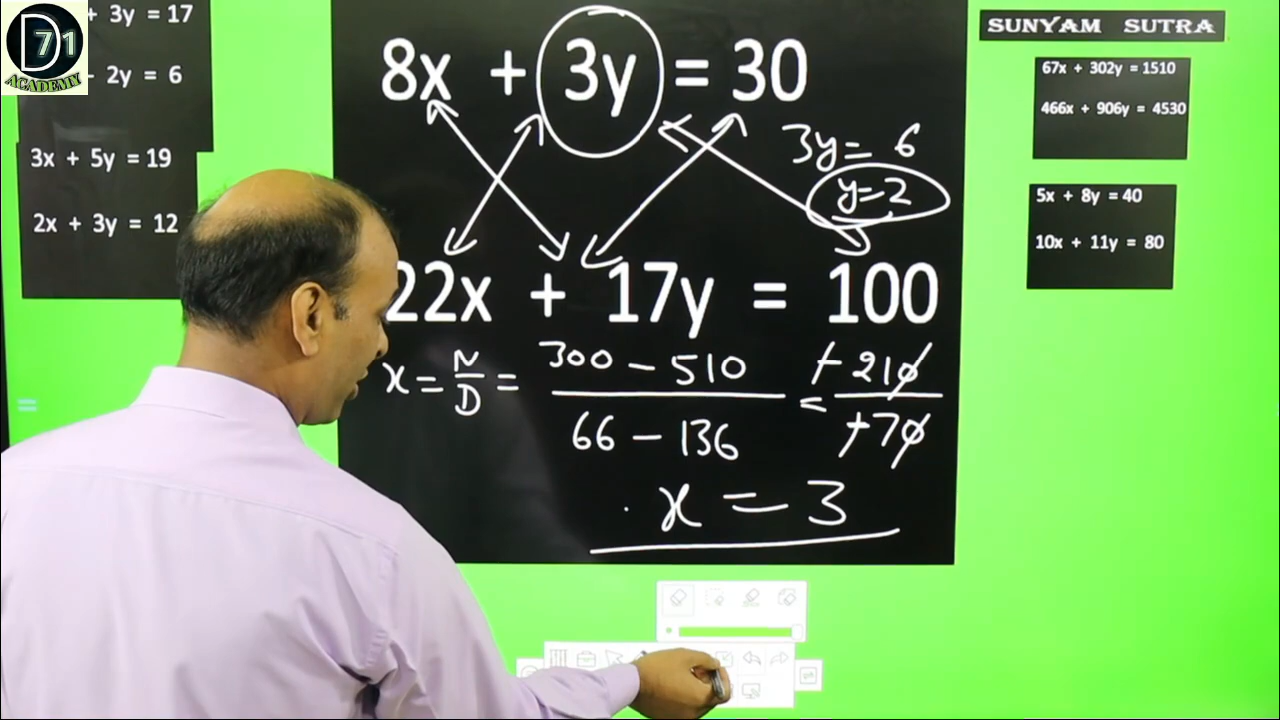 D 71
ACADEMY
+ 3y = 17
- 2y = 6
3x + 5y = 19
2x + 3y = 12
=
8x + 3y = 30
3y = 6
y = 2
22x + 17y = 100
x = N/D = 300 - 510 / 66 - 136 = -210 / -70
x = 3
SUNYAM SUTRA
67x + 302y = 1510
466x + 906y = 4530
5x + 8y = 40
10x + 11y = 80